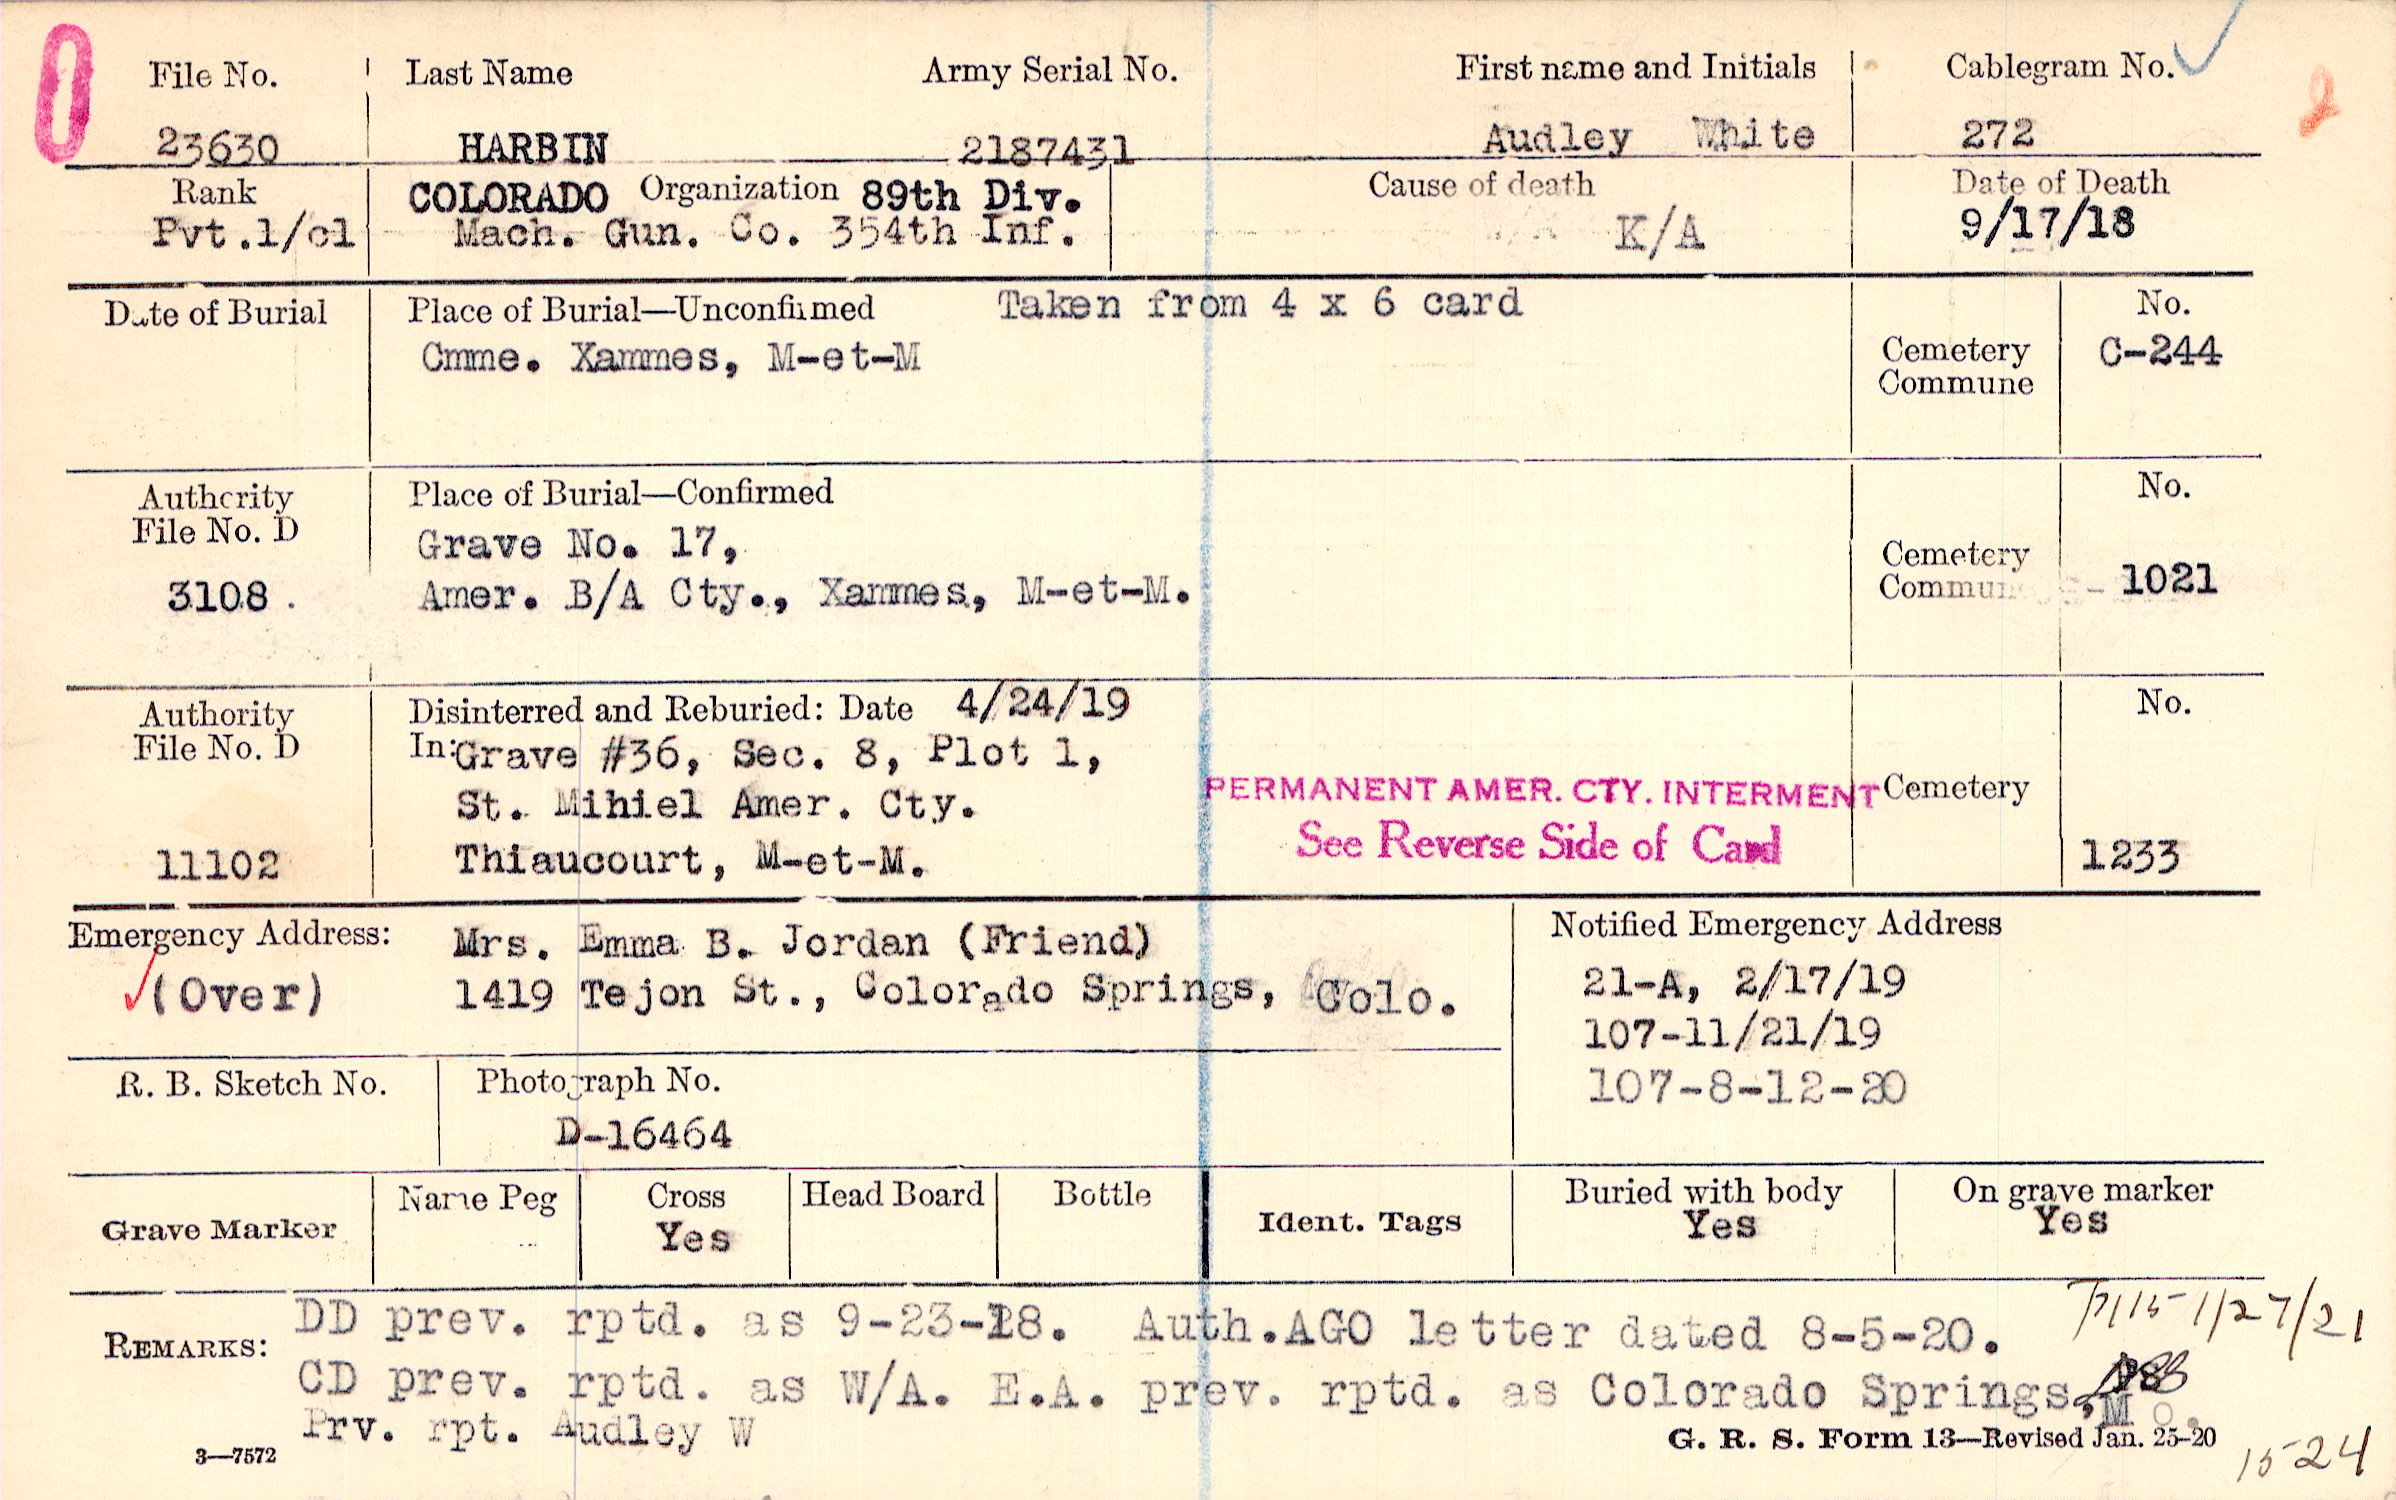 File No. Last Name Army Serial No. First name and Initials Cablegram No.
23630 HARBIN 2187431 Audley White 272
Rank COLORADO Organization 89th Div. Cause of death Date of Death
Pvt.1/cl Mach. Gun. Co. 354th Inf. K/A 9/17/18
Date of Burial Place of Burial—Unconfirmed Taken from 4 x 6 card No.
Cmme. Xammes, M-et-M Cemetery C-244
Commune
Authority Place of Burial—Confirmed No.
File No. D Grave No. 17, Cemetery
3108 . Amer. B/A Cty., Xammes, M-et-M. Commun 1021
Authority Disinterred and Reburied: Date 4/24/19 No.
File No. D In: Grave #36, Sec. 8, Plot 1,
St. Mihiel Amer. Cty. PERMANENT AMER. CTY. INTERMENT Cemetery
11102 Thiaucourt, M-et-M. See Reverse Side of Card 1233
Emergency Address: Mrs. Emma B. Jordan (Friend) Notified Emergency Address
(Over) 1419 Tejon St., Colorado Springs, Colo. 21-A, 2/17/19
107-11/21/19
R. B. Sketch No. Photograph No. 107-8-12-20
D-16464
Grave Marker Name Peg Cross Head Board Bottle Ident. Tags Buried with body On grave marker
Yes Yes Yes
REMARKS: DD prev. rptd. as 9-23-18. Auth.AGO letter dated 8-5-20. 1/27/21
CD prev. rptd. as W/A. E.A. prev. rptd. as Colorado Springs, Mo.
Prv. rpt. Audley W
3—7572 G. R. S. Form 13—Revised Jan. 25-20 15-24